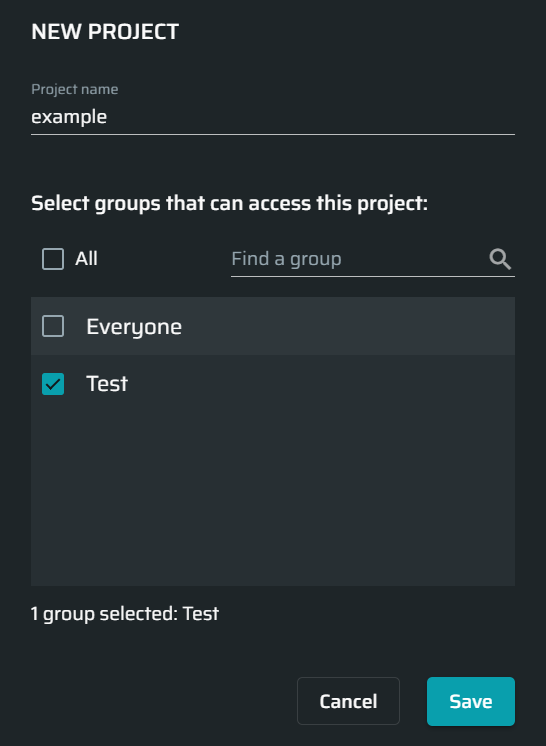 NEW PROJECT
Project name
example
Select groups that can access this project:
All
Find a group
Everyone
Test
1 group selected: Test
Cancel
Save